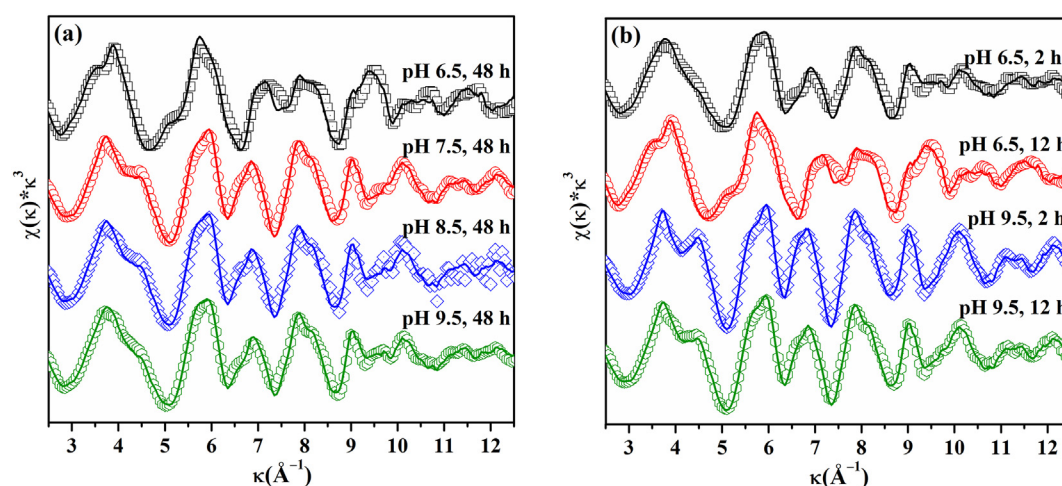 (a)
pH 6.5, 48 h
pH 7.5, 48 h
pH 8.5, 48 h
pH 9.5, 48 h
χ(κ)*κ³
3 4 5 6 7 8 9 10 11 12
κ(Å⁻¹)
(b)
pH 6.5, 2 h
pH 6.5, 12 h
pH 9.5, 2 h
pH 9.5, 12 h
χ(κ)*κ³
3 4 5 6 7 8 9 10 11 12
κ(Å⁻¹)